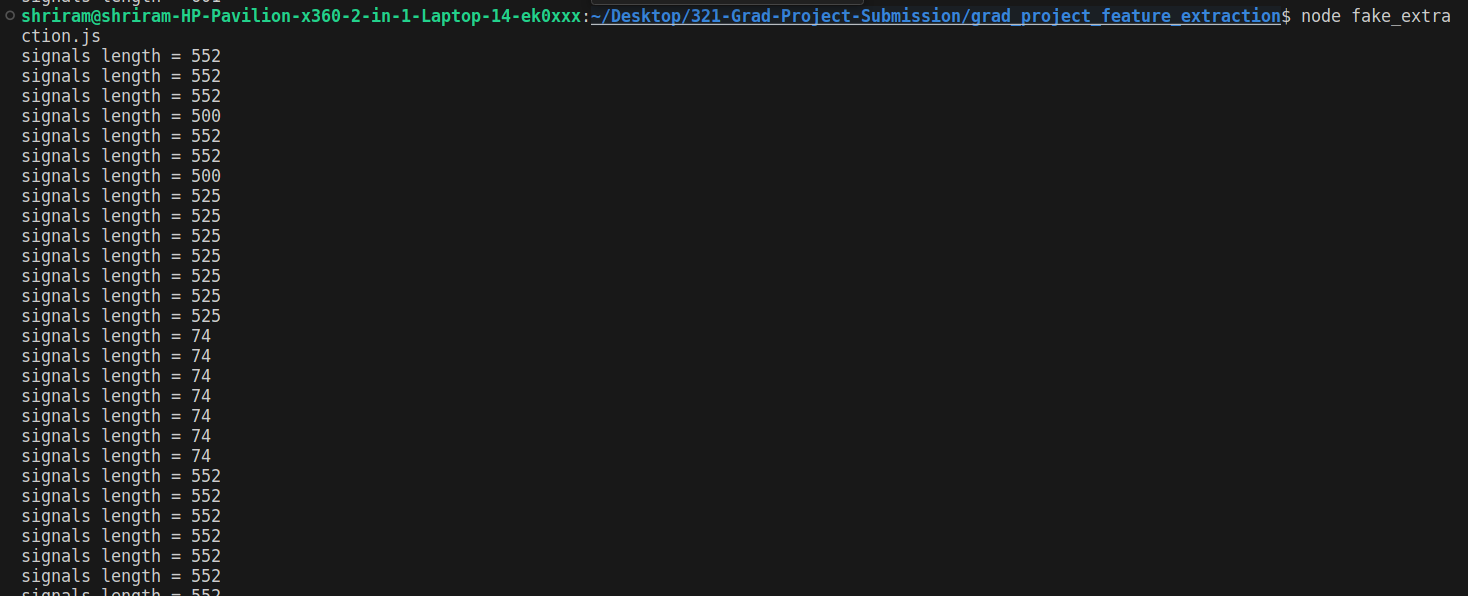 shriram@shriram-HP-Pavilion-x360-2-in-1-Laptop-14-ek0xxx:~/Desktop/321-Grad-Project-Submission/grad_project_feature_extraction$ node fake_extra
ction.js
signals length = 552
signals length = 552
signals length = 552
signals length = 500
signals length = 552
signals length = 552
signals length = 500
signals length = 525
signals length = 525
signals length = 525
signals length = 525
signals length = 525
signals length = 525
signals length = 525
signals length = 74
signals length = 74
signals length = 74
signals length = 74
signals length = 74
signals length = 74
signals length = 74
signals length = 552
signals length = 552
signals length = 552
signals length = 552
signals length = 552
signals length = 552
signals length = 552